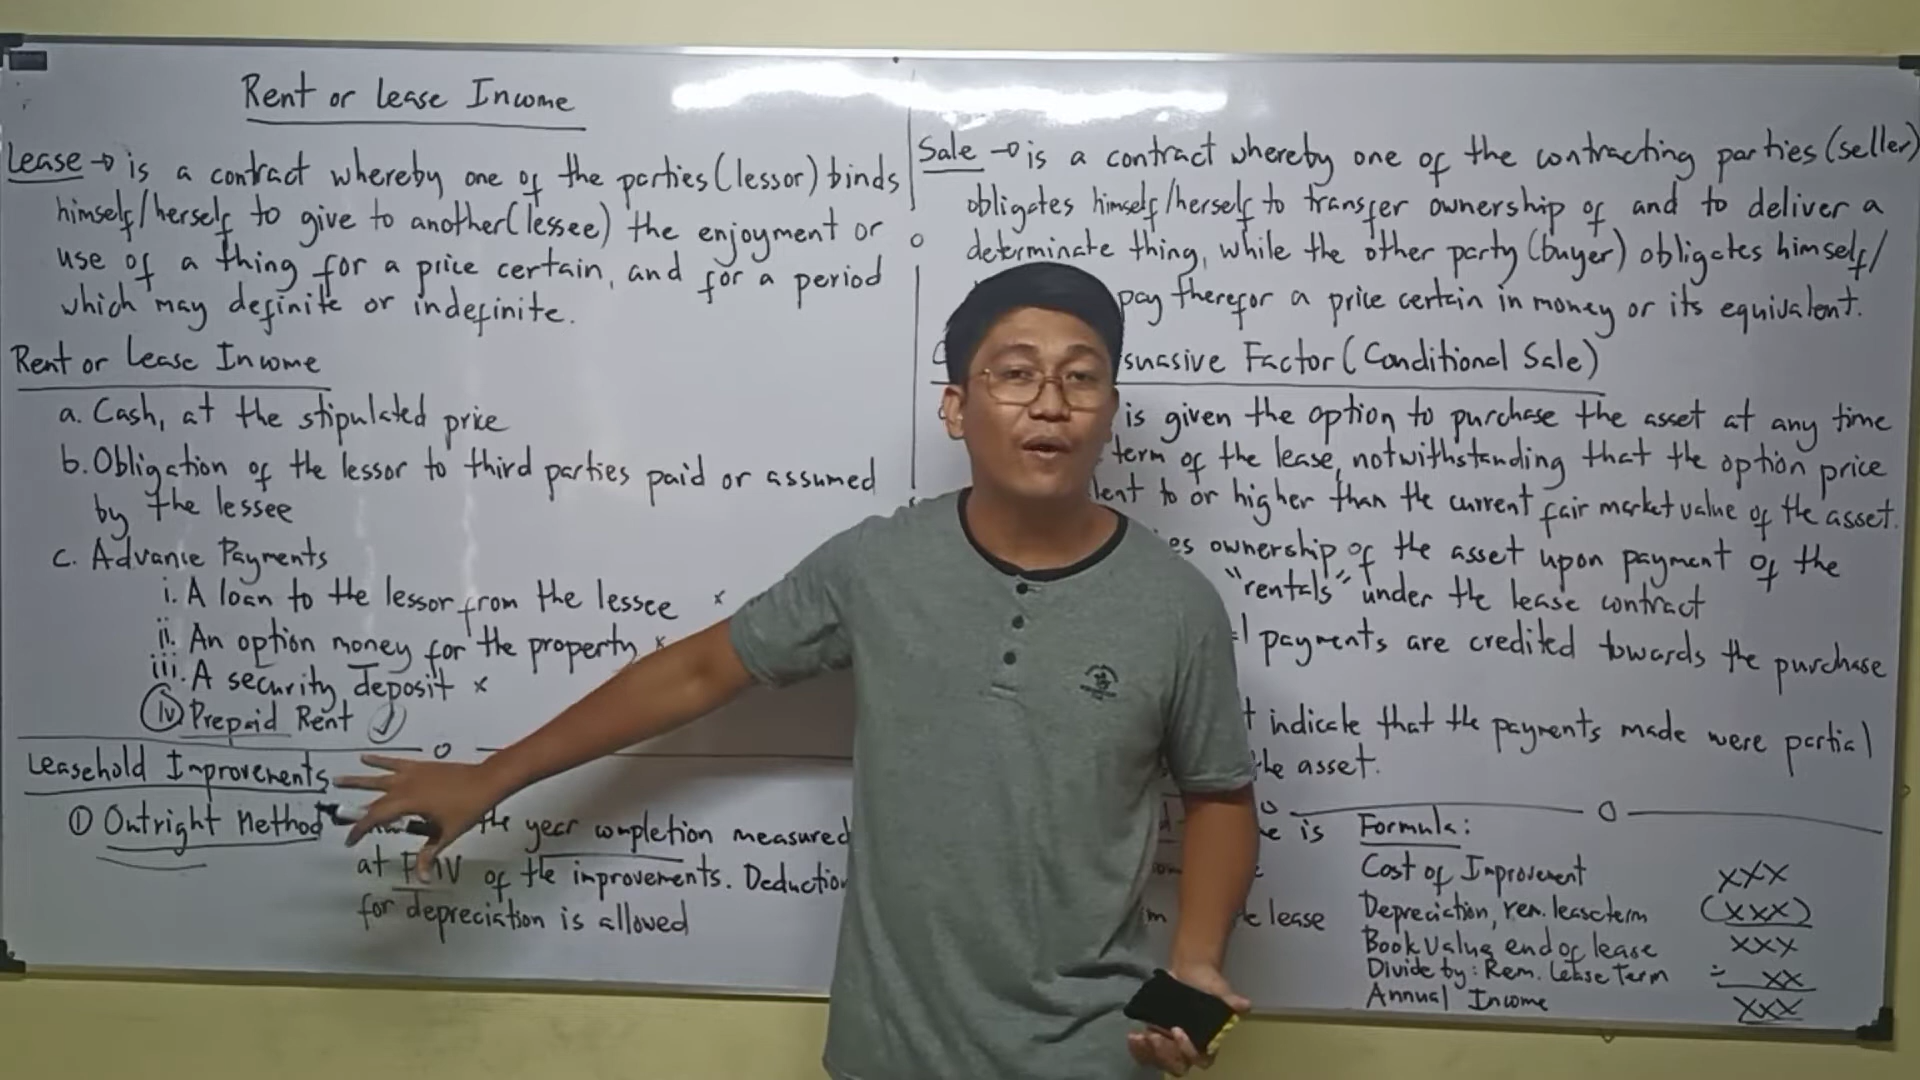 Rent or Lease Income
Lease → is a contract whereby one of the parties (lessor) binds
himself/herself to give to another (lessee) the enjoyment or
use of a thing for a price certain, and for a period
which may definite or indefinite.
Rent or Lease Income
a. Cash, at the stipulated price
b. Obligation of the lessor to third parties paid or assumed
by the lessee
c. Advance Payments
i. A loan to the lessor from the lessee x
ii. An option money for the property x
iii. A security deposit x
iv Prepaid Rent ✓
Leasehold Improvements
① Outright Method
the year completion measured
at FMV of the improvements. Deduction
for depreciation is allowed
Sale → is a contract whereby one of the contracting parties (seller)
obligates himself/herself to transfer ownership of and to deliver a
determinate thing, while the other party (buyer) obligates himself/
pay therefor a price certain in money or its equivalent.
Factor (Conditional Sale)
is given the option to purchase the asset at any time
term of the lease, notwithstanding that the option price
to or higher than the current fair market value of the asset.
ownership of the asset upon payment of the
"rentals" under the lease contract
payments are credited towards the purchase
indicate that the payments made were partial
the asset.
is
lease
Formula:
Cost of Improvement xxx
Depreciation, rem. lease term (xxx)
Book Value, end of lease xxx
Divide by: Rem. Lease Term ÷ xx
Annual Income xxx